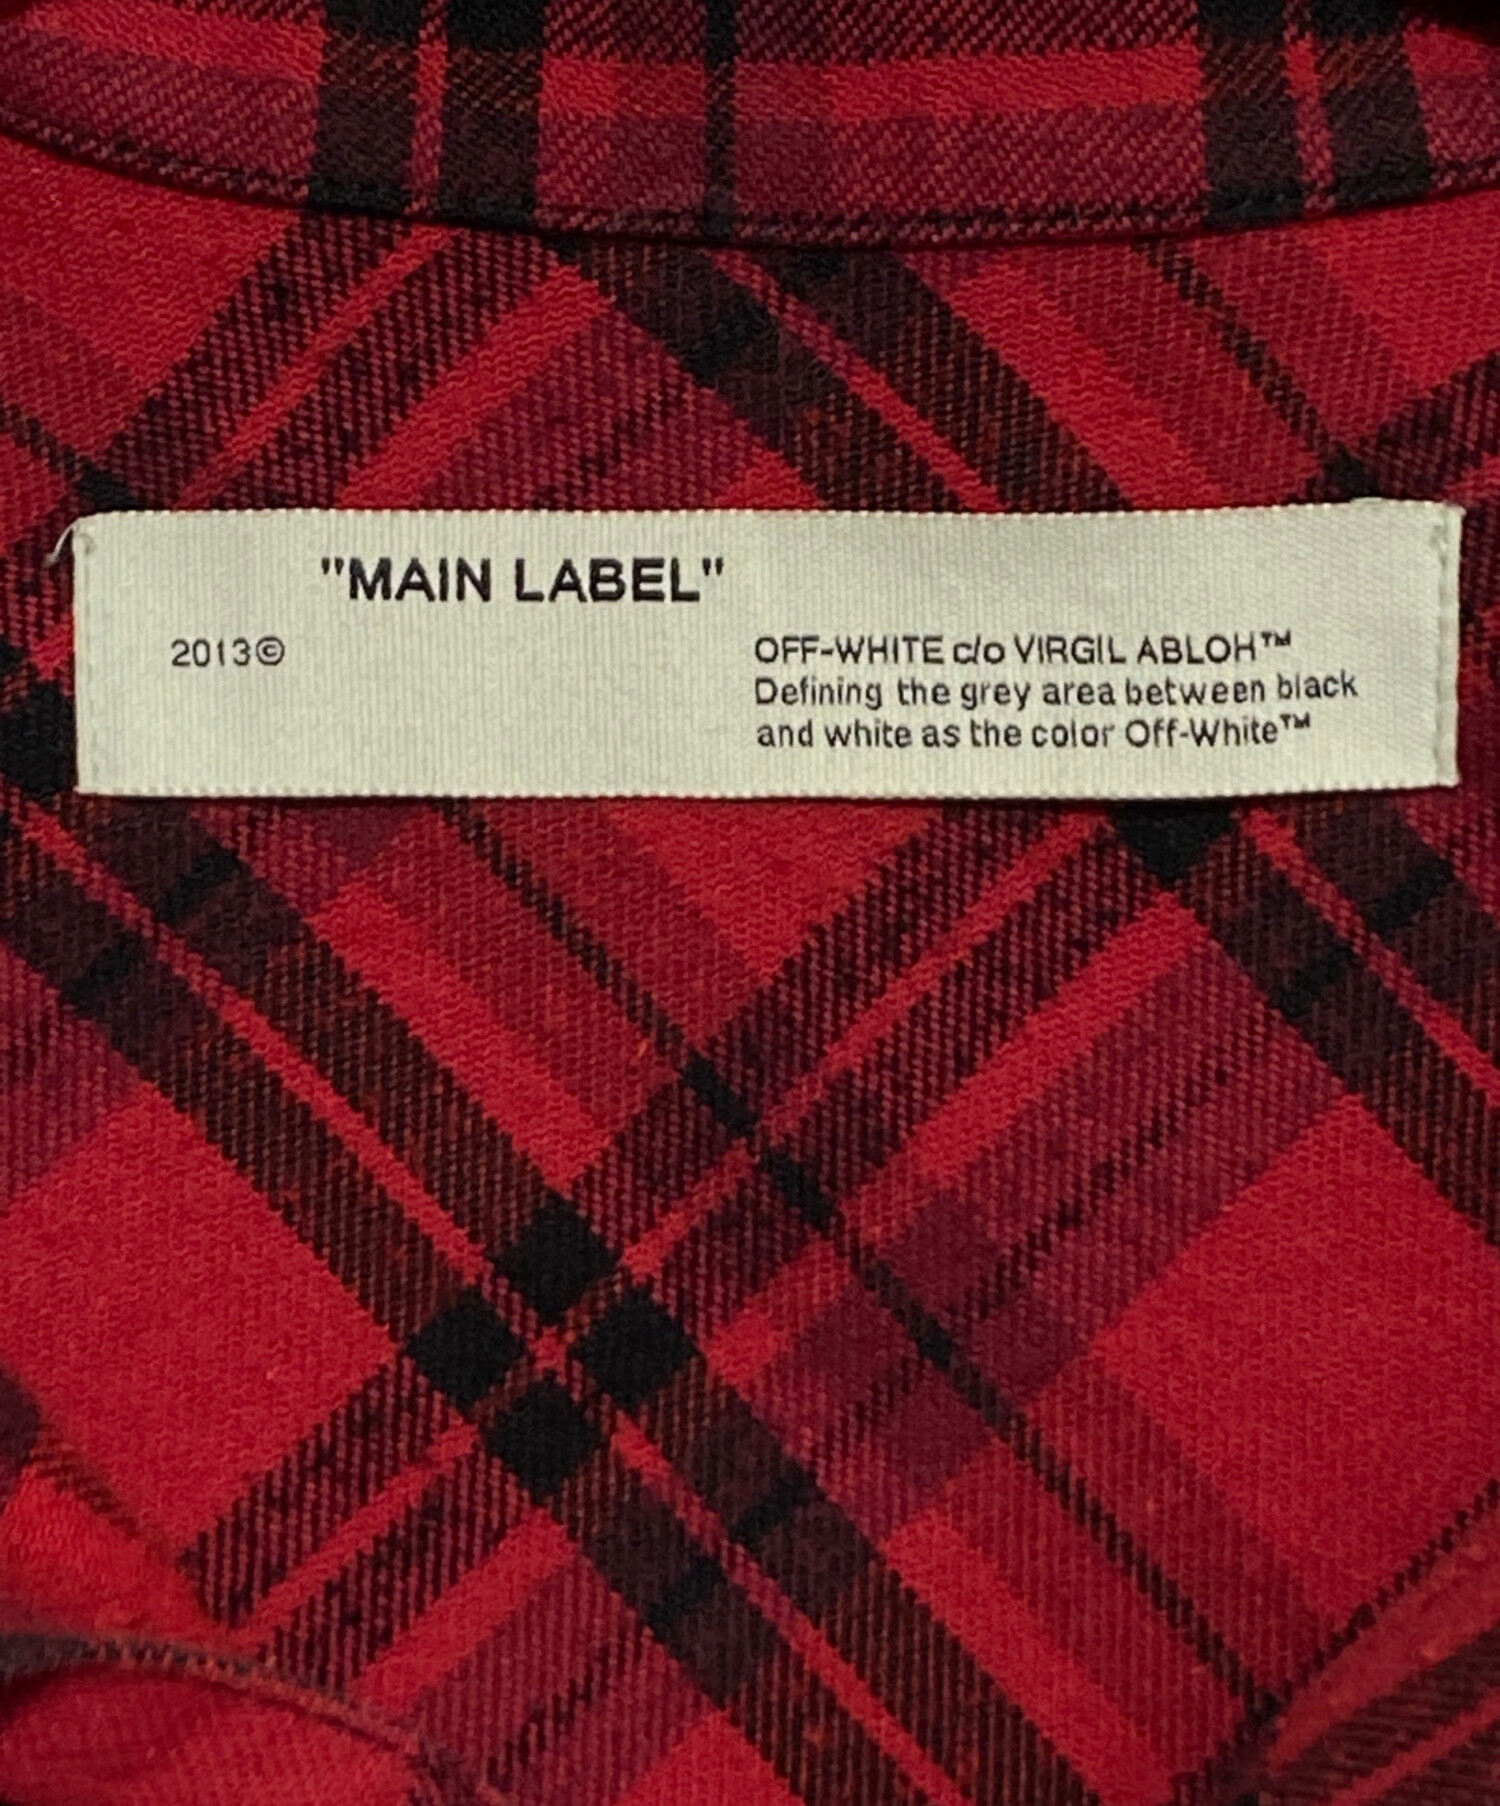 "MAIN LABEL"
2013©
OFF-WHITE c/o VIRGIL ABLOH™
Defining the grey area between black
and white as the color Off-White™